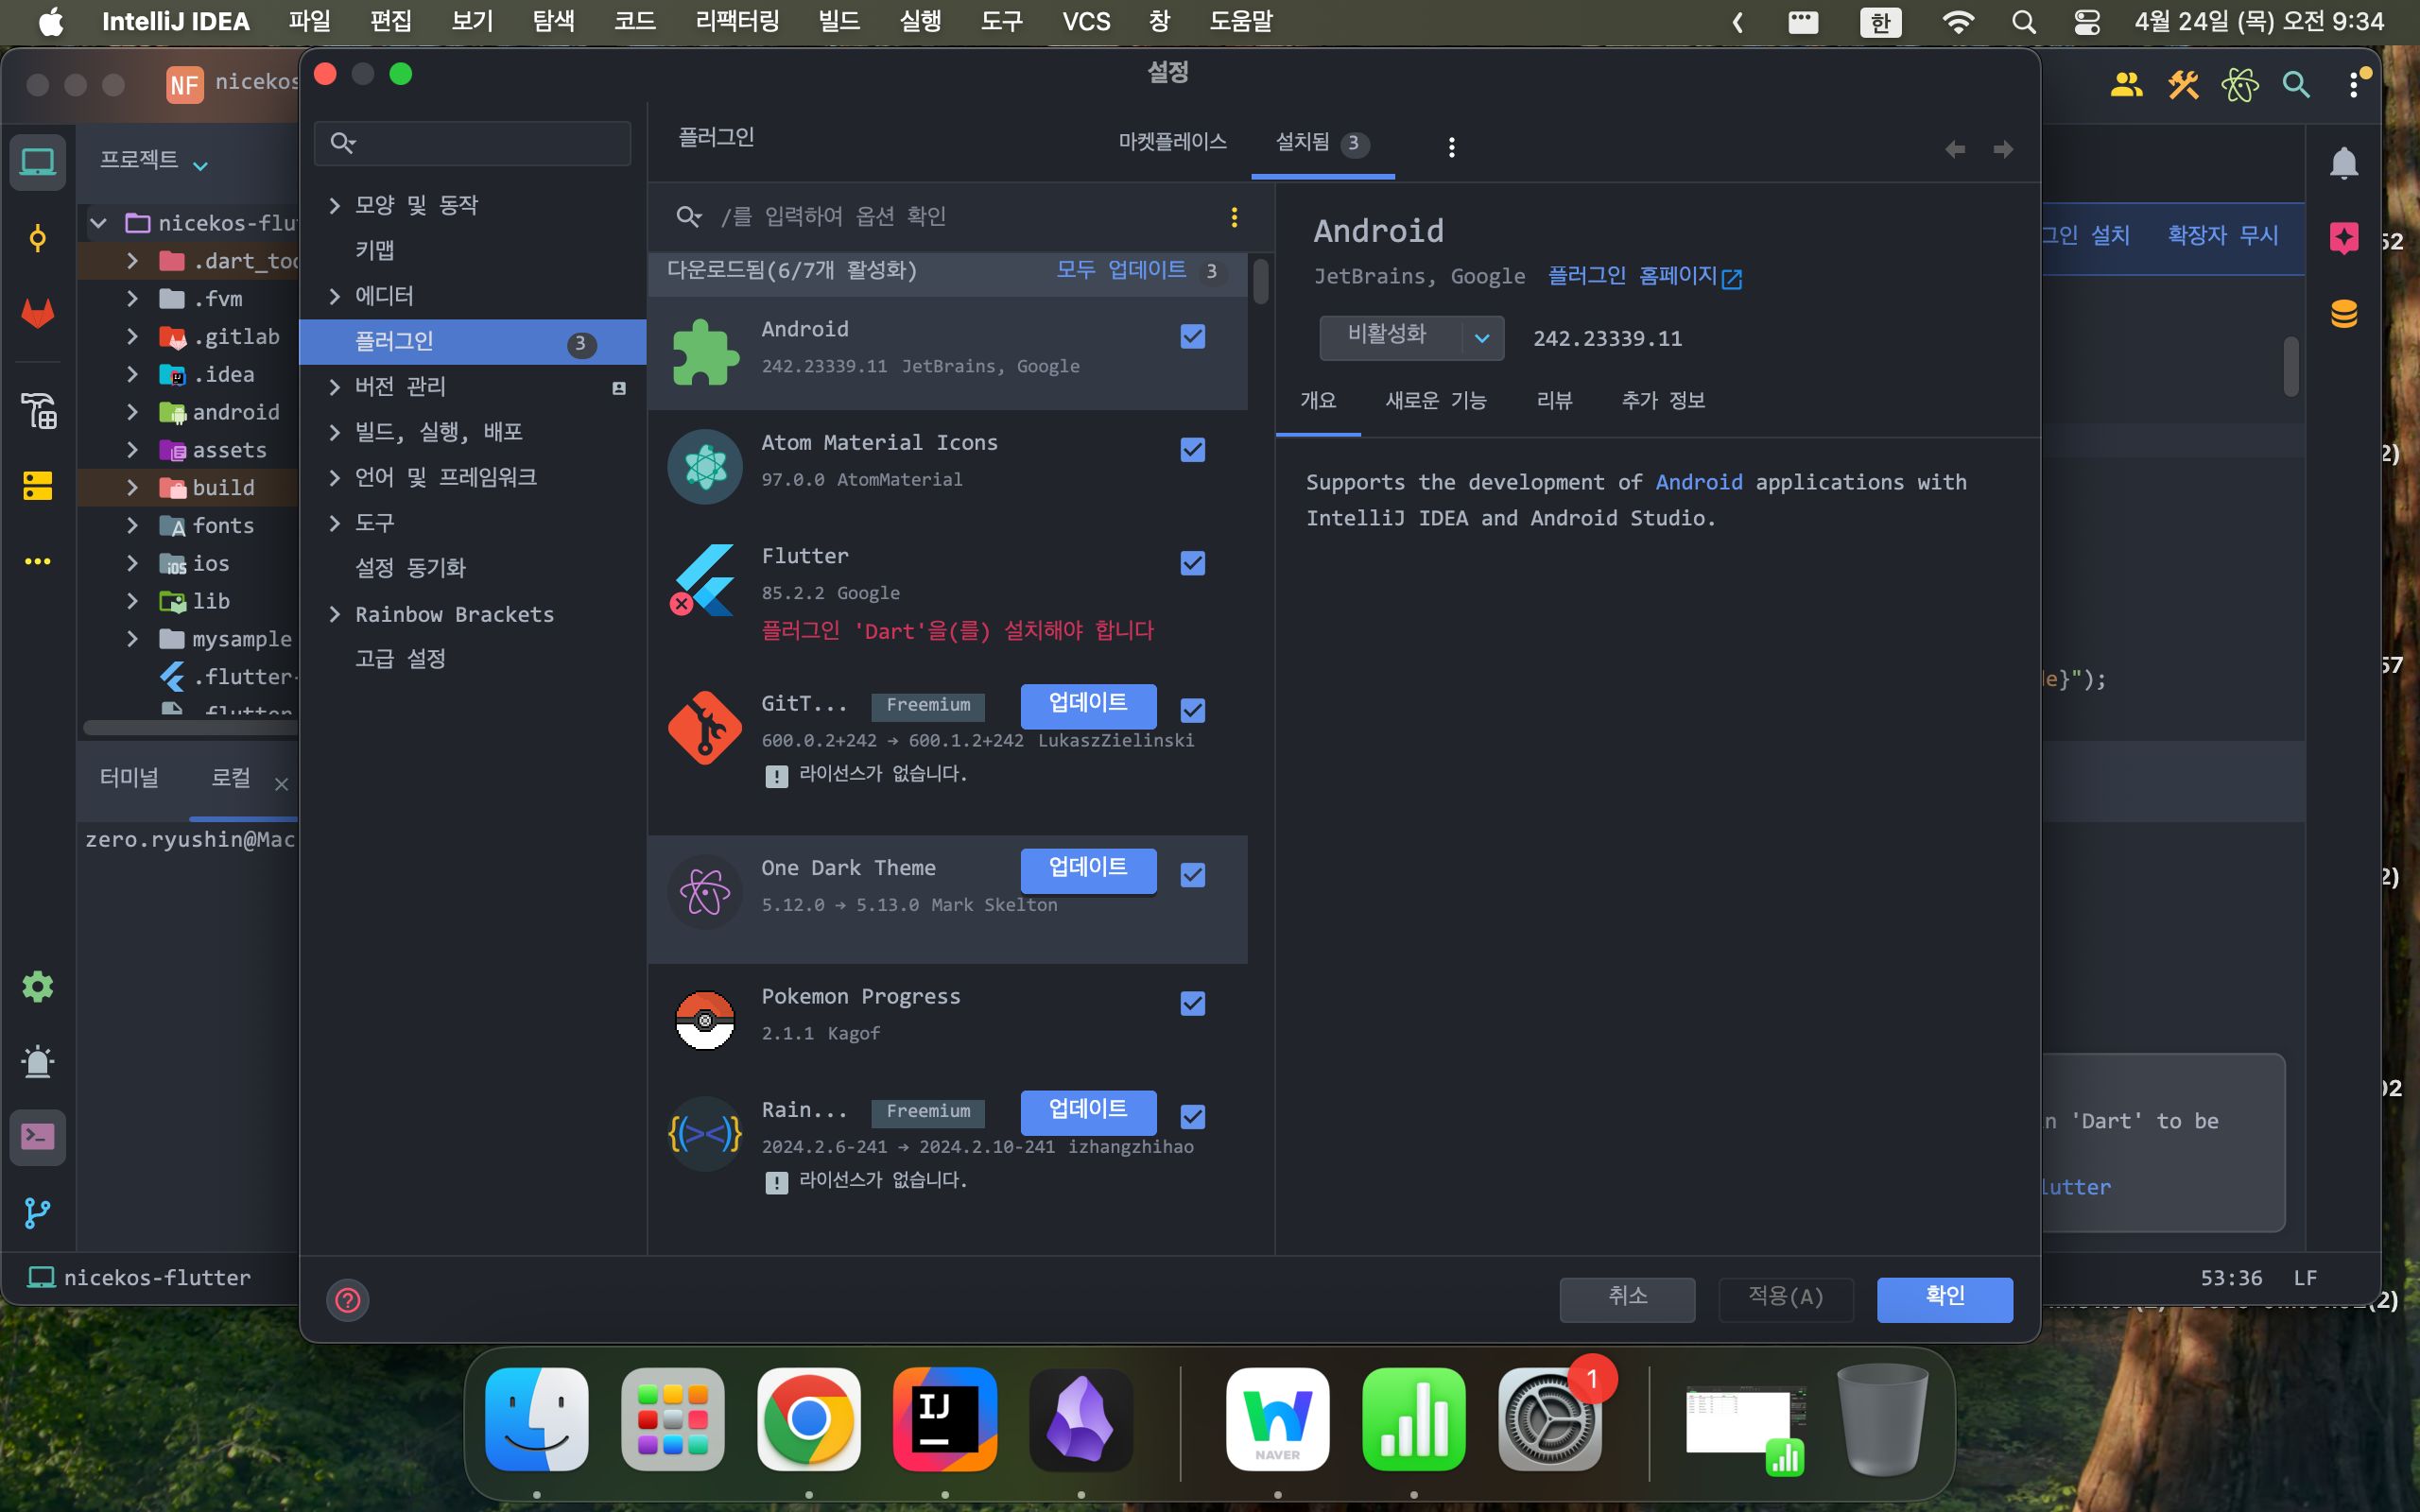 IntelliJ IDEA 파일 편집 보기 탐색 코드 리팩터링 빌드 실행 도구 VCS 창 도움말 한 4월 24일 (목) 오전 9:34
NF nicekos
프로젝트
nicekos-flu
.dart_too
.fvm
.gitlab
.idea
android
assets
build
fonts
ios
lib
mysample
.flutter-
터미널 로컬
zero.ryushin@Mac
nicekos-flutter
설정
모양 및 동작
키맵
에디터
플러그인 3
버전 관리
빌드, 실행, 배포
언어 및 프레임워크
도구
설정 동기화
Rainbow Brackets
고급 설정
플러그인 마켓플레이스 설치됨 3
/를 입력하여 옵션 확인
다운로드됨(6/7개 활성화) 모두 업데이트 3
Android
242.23339.11 JetBrains, Google
Atom Material Icons
97.0.0 AtomMaterial
Flutter
85.2.2 Google
플러그인 'Dart'을(를) 설치해야 합니다
GitT... Freemium 업데이트
600.0.2+242 → 600.1.2+242 LukaszZielinski
라이선스가 없습니다.
One Dark Theme 업데이트
5.12.0 → 5.13.0 Mark Skelton
Pokemon Progress
2.1.1 Kagof
Rain... Freemium 업데이트
2024.2.6-241 → 2024.2.10-241 izhangzhihao
라이선스가 없습니다.
Android
JetBrains, Google 플러그인 홈페이지
비활성화 242.23339.11
개요 새로운 기능 리뷰 추가 정보
Supports the development of Android applications with
IntelliJ IDEA and Android Studio.
취소 적용(A) 확인
그인 설치 확장자 무시
52
2)
57
e}");
2)
02
n 'Dart' to be
lutter
53:36 LF
(2)
IJ
NAVER
1